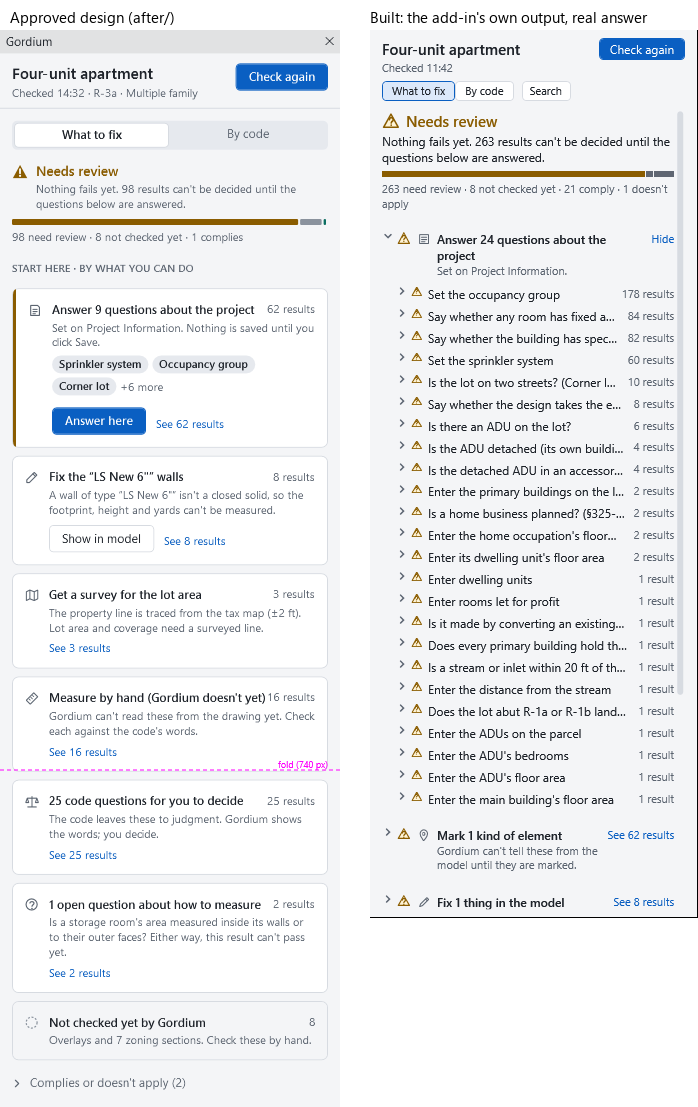 Approved design (after/)
Gordium
Four-unit apartment
Checked 14:32 · R-3a · Multiple family
Check again
What to fix
By code
Needs review
Nothing fails yet. 98 results can't be decided until the
questions below are answered.
98 need review · 8 not checked yet · 1 complies
START HERE · BY WHAT YOU CAN DO
Answer 9 questions about the project
62 results
Set on Project Information. Nothing is saved until you
click Save.
Sprinkler system
Occupancy group
Corner lot
+6 more
Answer here
See 62 results
Fix the “LS New 6"” walls
8 results
A wall of type “LS New 6"” isn't a closed solid, so the
footprint, height and yards can't be measured.
Show in model
See 8 results
Get a survey for the lot area
3 results
The property line is traced from the tax map (±2 ft).
Lot area and coverage need a surveyed line.
See 3 results
Measure by hand (Gordium doesn't yet)
16 results
Gordium can't read these from the drawing yet. Check
each against the code's words.
See 16 results
fold (740 px)
25 code questions for you to decide
25 results
The code leaves these to judgment. Gordium shows
the words; you decide.
See 25 results
1 open question about how to measure
2 results
Is a storage room's area measured inside its walls or
to their outer faces? Either way, this result can't pass
yet.
See 2 results
Not checked yet by Gordium
8
Overlays and 7 zoning sections. Check these by hand.
Complies or doesn't apply (2)
Built: the add-in's own output, real answer
Four-unit apartment
Checked 11:42
Check again
What to fix
By code
Search
Needs review
Nothing fails yet. 263 results can't be decided until the
questions below are answered.
263 need review · 8 not checked yet · 21 comply · 1 doesn't
apply
Answer 24 questions about the
project
Hide
Set on Project Information.
Set the occupancy group 178 results
Say whether any room has fixed a... 84 results
Say whether the building has spec... 82 results
Set the sprinkler system 60 results
Is the lot on two streets? (Corner l... 10 results
Say whether the design takes the e... 8 results
Is there an ADU on the lot? 6 results
Is the ADU detached (its own buildi... 4 results
Is the detached ADU in an accessor... 4 results
Enter the primary buildings on the l... 2 results
Is a home business planned? (§325-... 2 results
Enter the home occupation's floor... 2 results
Enter its dwelling unit's floor area 2 results
Enter dwelling units 1 result
Enter rooms let for profit 1 result
Is it made by converting an existing... 1 result
Does every primary building hold th... 1 result
Is a stream or inlet within 20 ft of th... 1 result
Enter the distance from the stream 1 result
Does the lot abut R-1a or R-1b land... 1 result
Enter the ADUs on the parcel 1 result
Enter the ADU's bedrooms 1 result
Enter the ADU's floor area 1 result
Enter the main building's floor area 1 result
Mark 1 kind of element
See 62 results
Gordium can't tell these from the
model until they are marked.
Fix 1 thing in the model
See 8 results